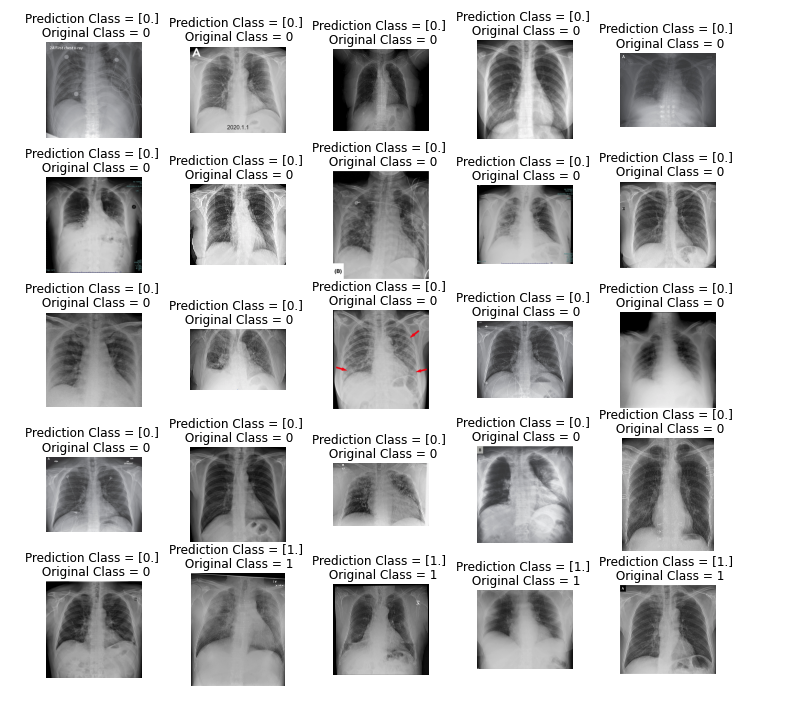 Prediction Class = [0.]
Original Class = 0
Prediction Class = [0.]
Original Class = 0
Prediction Class = [0.]
Original Class = 0
Prediction Class = [0.]
Original Class = 0
Prediction Class = [0.]
Original Class = 0
A
2020.1.1
Prediction Class = [0.]
Original Class = 0
Prediction Class = [0.]
Original Class = 0
Prediction Class = [0.]
Original Class = 0
Prediction Class = [0.]
Original Class = 0
Prediction Class = [0.]
Original Class = 0
(B)
Prediction Class = [0.]
Original Class = 0
Prediction Class = [0.]
Original Class = 0
Prediction Class = [0.]
Original Class = 0
Prediction Class = [0.]
Original Class = 0
Prediction Class = [0.]
Original Class = 0
Prediction Class = [0.]
Original Class = 0
Prediction Class = [0.]
Original Class = 0
Prediction Class = [0.]
Original Class = 0
Prediction Class = [0.]
Original Class = 0
Prediction Class = [0.]
Original Class = 0
Prediction Class = [0.]
Original Class = 0
Prediction Class = [1.]
Original Class = 1
Prediction Class = [1.]
Original Class = 1
Prediction Class = [1.]
Original Class = 1
Prediction Class = [1.]
Original Class = 1